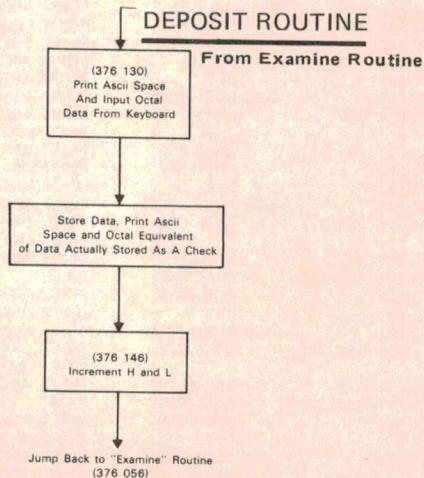 DEPOSIT ROUTINE
From Examine Routine
(376 130)
Print Ascii Space
And Input Octal
Data From Keyboard
Store Data, Print Ascii
Space and Octal Equivalent
of Data Actually Stored As A Check
(376 146)
Increment H and L
Jump Back to "Examine" Routine
(376 056)